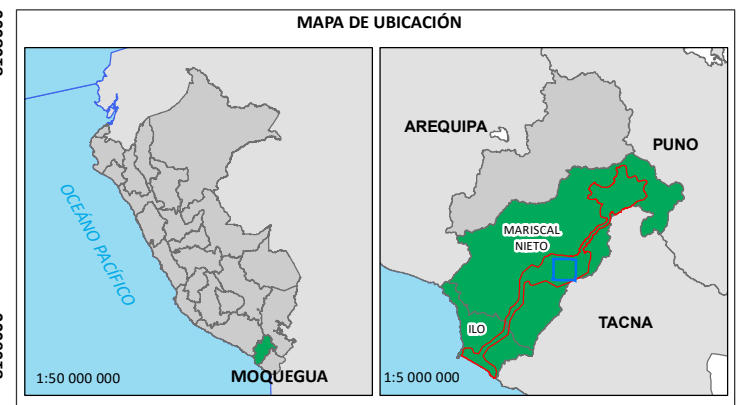 MAPA DE UBICACIÓN
OCEÁNO PACÍFICO
1:50 000 000
MOQUEGUA
AREQUIPA
PUNO
MARISCAL
NIETO
ILO
TACNA
1:5 000 000